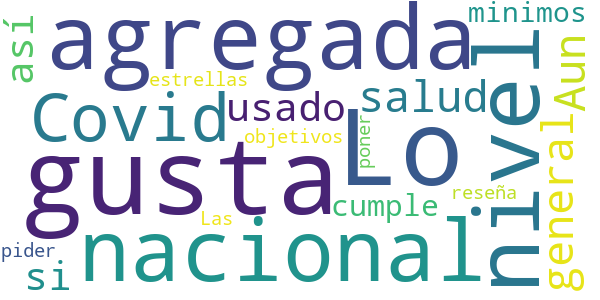 así
agregada
minimos
estrellas
Covid
usado
salud
Aun
objetivos
Lo
nivel
general
gusta
poner
cumple
reseña
Las
nacional
pider
si